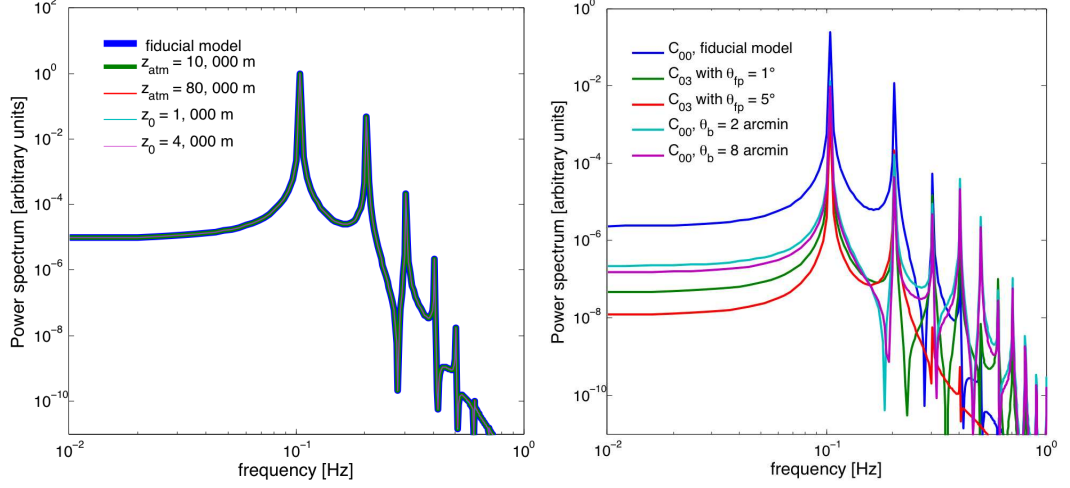 10^2
10^0
10^-2
10^-4
10^-6
10^-8
10^-10
Power spectrum [arbitrary units]
fiducial model
z_atm = 10, 000 m
z_atm = 80, 000 m
z_0 = 1, 000 m
z_0 = 4, 000 m
10^-2
10^-1
10^0
frequency [Hz]
10^0
10^-2
10^-4
10^-6
10^-8
10^-10
Power spectrum [arbitrary units]
C_00, fiducial model
C_03 with θ_fp = 1°
C_03 with θ_fp = 5°
C_00, θ_b = 2 arcmin
C_00, θ_b = 8 arcmin
10^-2
10^-1
10^0
frequency [Hz]